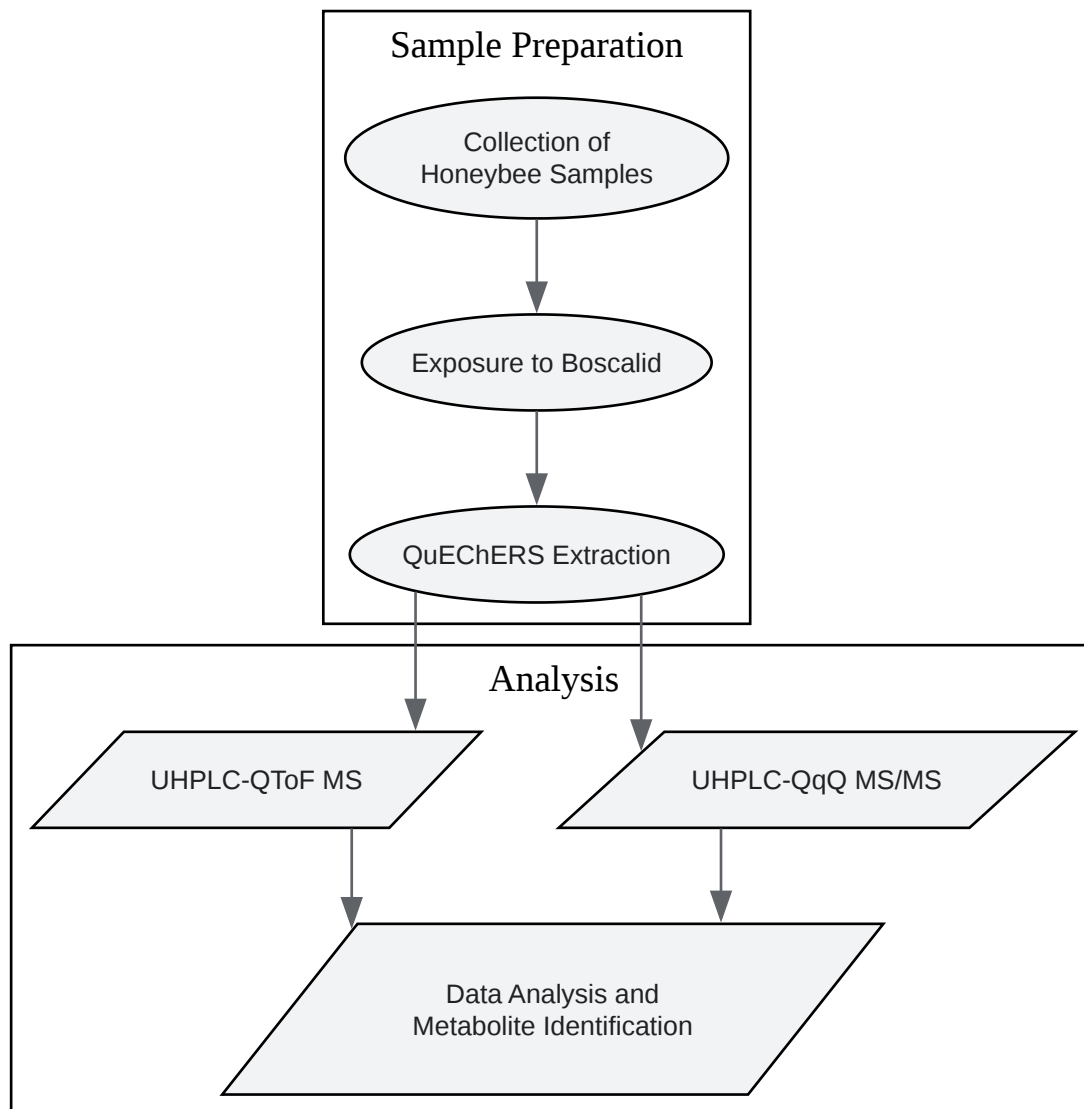 Sample Preparation
Collection of
Honeybee Samples
Exposure to Boscalid
QuEChERS Extraction
Analysis
UHPLC-QToF MS
UHPLC-QqQ MS/MS
Data Analysis and
Metabolite Identification